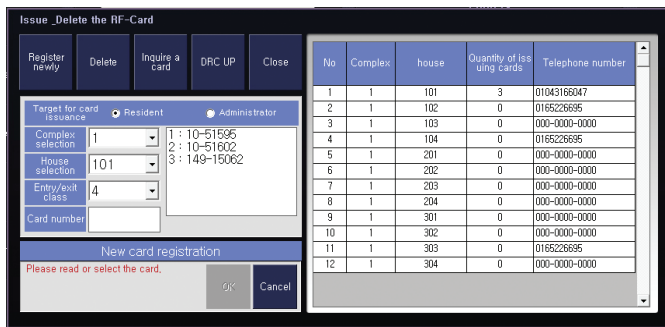 Issue _Delete the RF-Card
Register newly
Delete
Inquire a card
DRC UP
Close
Target for card issuance
Resident
Administrator
Complex selection
1
House selection
101
Entry/exit class
4
Card number
1 : 10-51595
2 : 10-51602
3 : 149-15062
New card registration
Please read or select the card.
OK
Cancel
No Complex house Quantity of iss uing cards Telephone number
1 1 101 3 01043166047
2 1 102 0 0165226695
3 1 103 0 000-0000-0000
4 1 104 0 0165226695
5 1 201 0 000-0000-0000
6 1 202 0 000-0000-0000
7 1 203 0 000-0000-0000
8 1 204 0 000-0000-0000
9 1 301 0 000-0000-0000
10 1 302 0 000-0000-0000
11 1 303 0 0165226695
12 1 304 0 000-0000-0000